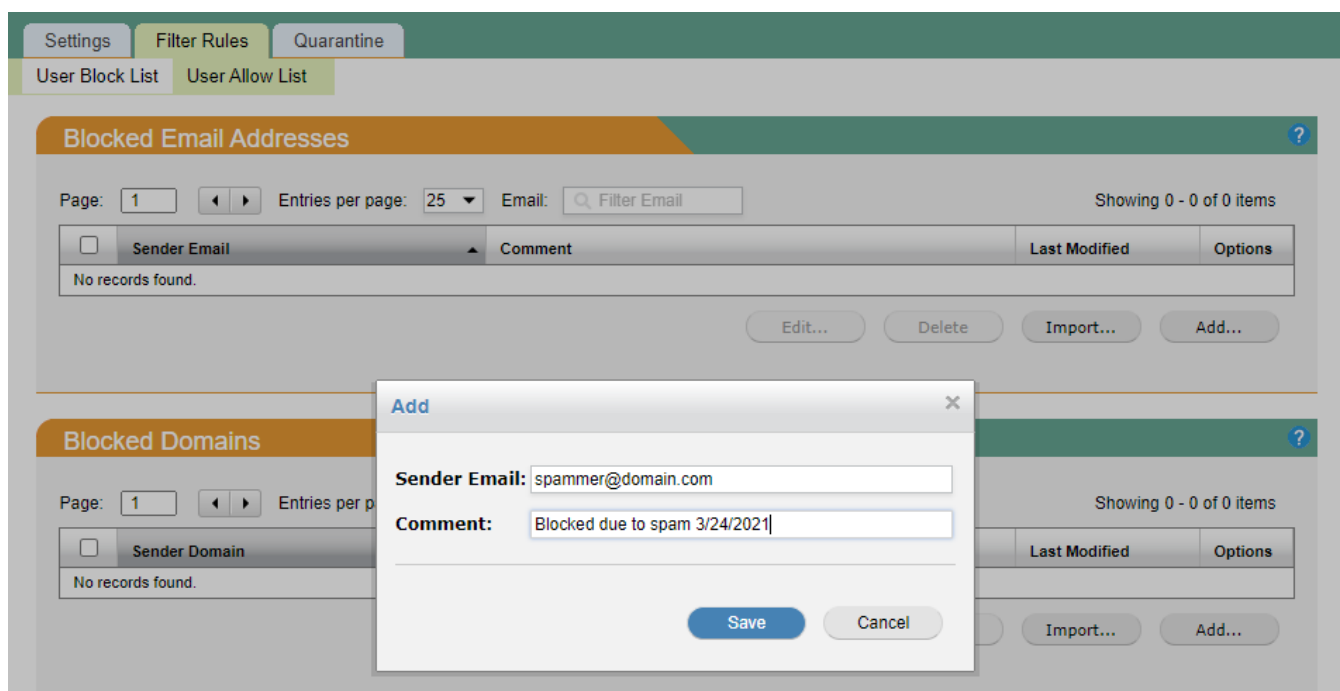 Settings Filter Rules Quarantine
User Block List User Allow List
Blocked Email Addresses ?
Page: 1 Entries per page: 25 Email: Filter Email Showing 0 - 0 of 0 items
Sender Email Comment Last Modified Options
No records found.
Edit... Delete Import... Add...
Add ×
Blocked Domains ?
Sender Email: spammer@domain.com
Page: 1 Entries per p Showing 0 - 0 of 0 items
Comment: Blocked due to spam 3/24/2021
Sender Domain Last Modified Options
No records found.
Save Cancel Import... Add...